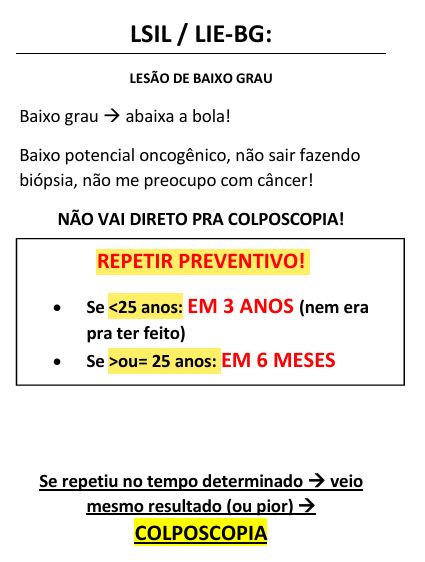 LSIL / LIE-BG:
LESÃO DE BAIXO GRAU
Baixo grau → abaixa a bola!
Baixo potencial oncogênico, não sair fazendo
biópsia, não me preocupo com câncer!
NÃO VAI DIRETO PRA COLPOSCOPIA!
REPETIR PREVENTIVO!
• Se <25 anos: EM 3 ANOS (nem era
pra ter feito)
• Se >ou= 25 anos: EM 6 MESES
Se repetiu no tempo determinado → veio
mesmo resultado (ou pior) →
COLPOSCOPIA